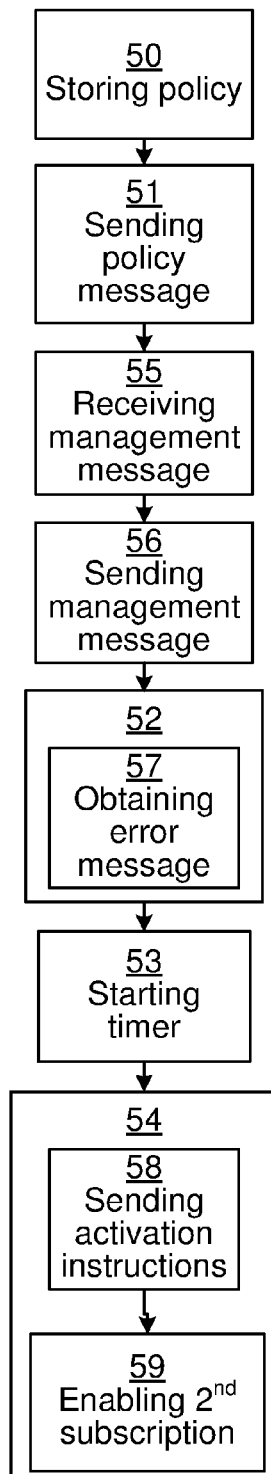 50
Storing policy
51
Sending
policy
message
55
Receiving
management
message
56
Sending
management
message
52
57
Obtaining
error
message
53
Starting
timer
54
58
Sending
activation
instructions
59
Enabling 2nd
subscription